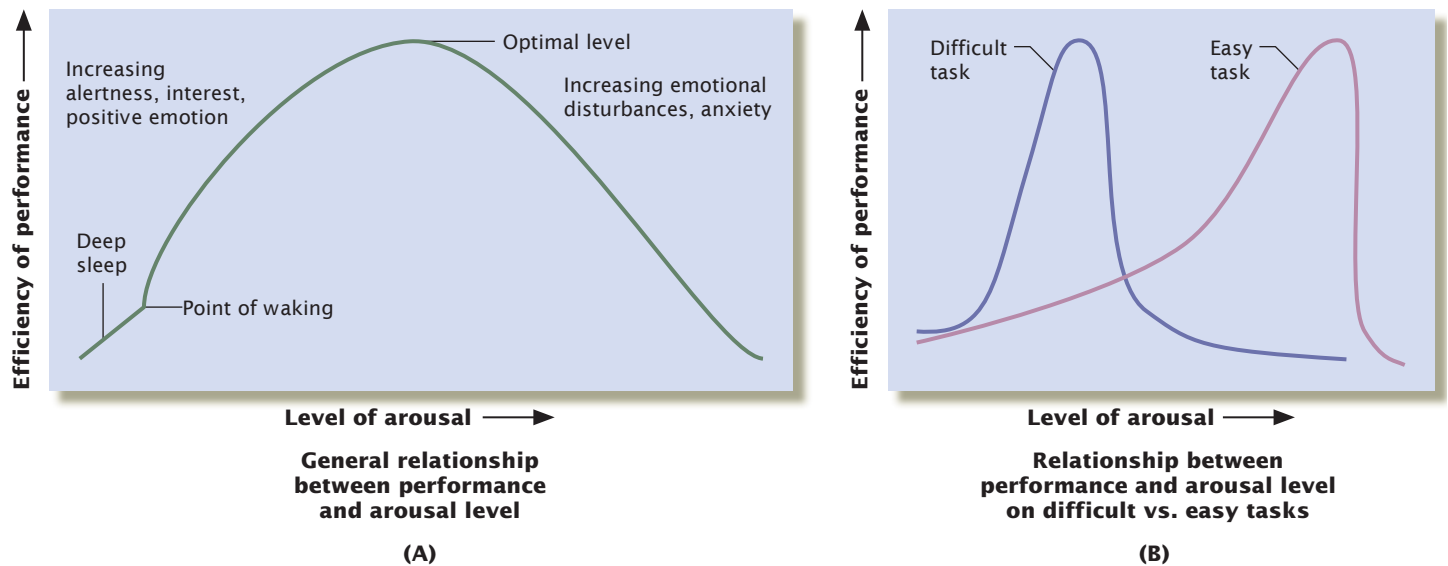 Efficiency of performance
Increasing
alertness, interest,
positive emotion
Optimal level
Increasing emotional
disturbances, anxiety
Deep
sleep
Point of waking
Level of arousal
General relationship
between performance
and arousal level
(A)
Efficiency of performance
Difficult
task
Easy
task
Level of arousal
Relationship between
performance and arousal level
on difficult vs. easy tasks
(B)